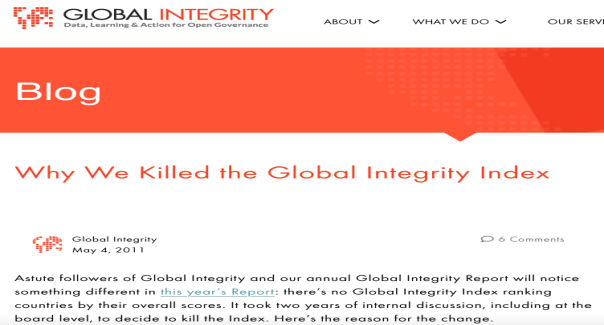 GLOBAL INTEGRITY
Data, Learning & Action for Open Governance
ABOUT
WHAT WE DO
OUR SERVI
Blog
Why We Killed the Global Integrity Index
Global Integrity
May 4, 2011
6 Comments
Astute followers of Global Integrity and our annual Global Integrity Report will notice
something different in this year's Report: there's no Global Integrity Index ranking
countries by their overall scores. It took two years of internal discussion, including at the
board level, to decide to kill the Index. Here's the reason for the change.